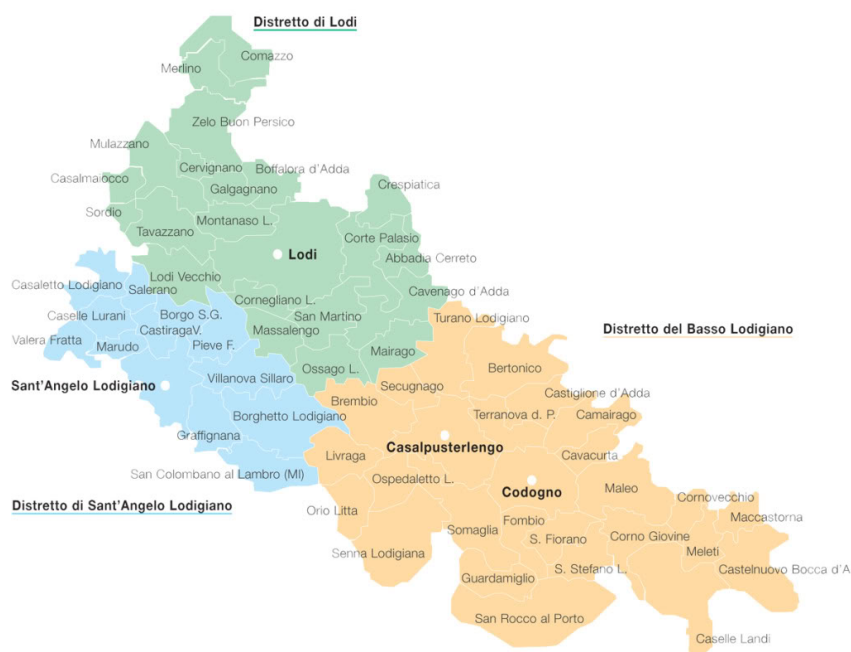 Distretto di Lodi
Comazzo
Merlino
Zelo Buon Persico
Mulazzano
Cervignano
Boffalora d'Adda
Casalmaiocco
Galgagnano
Crespiatica
Sordio
Montanaso L.
Tavazzano
Corte Palasio
Lodi
Abbadia Cerreto
Lodi Vecchio
Casaletto Lodigiano
Salerano
Cavenago d'Adda
Cornegliano L.
Caselle Lurani
Borgo S.G.
San Martino
Turano Lodigiano
Distretto del Basso Lodigiano
CastiragaV.
Massalengo
Valera Fratta
Marudo
Pieve F.
Mairago
Ossago L.
Bertonico
Sant'Angelo Lodigiano
Villanova Sillaro
Secugnago
Castiglione d'Adda
Brembio
Borghetto Lodigiano
Terranova d. P.
Camairago
Graffignana
Casalpusterlengo
Livraga
Cavacurta
San Colombano al Lambro (MI)
Ospedaletto L.
Codogno
Maleo
Cornovecchio
Distretto di Sant'Angelo Lodigiano
Orio Litta
Maccastorna
Fombio
Somaglia
Corno Giovine
S. Fiorano
Senna Lodigiana
Meleti
S. Stefano L.
Castelnuovo Bocca d'A
Guardamiglio
San Rocco al Porto
Caselle Landi